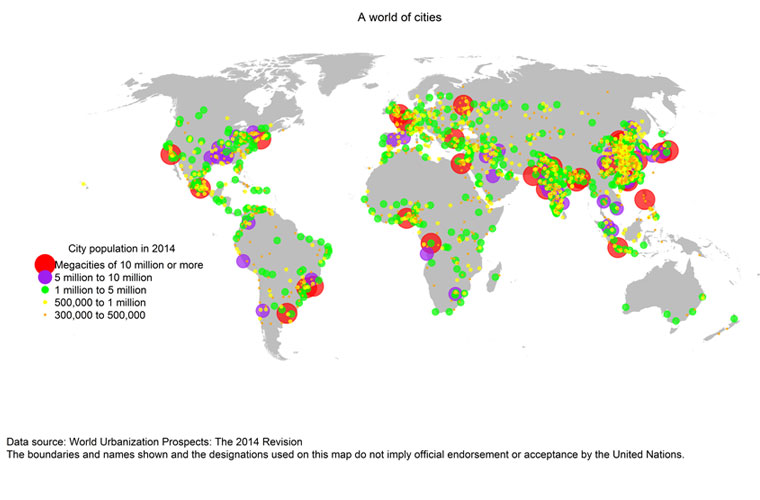 A world of cities
City population in 2014
Megacities of 10 million or more
5 million to 10 million
1 million to 5 million
500,000 to 1 million
300,000 to 500,000
Data source: World Urbanization Prospects: The 2014 Revision
The boundaries and names shown and the designations used on this map do not imply official endorsement or acceptance by the United Nations.